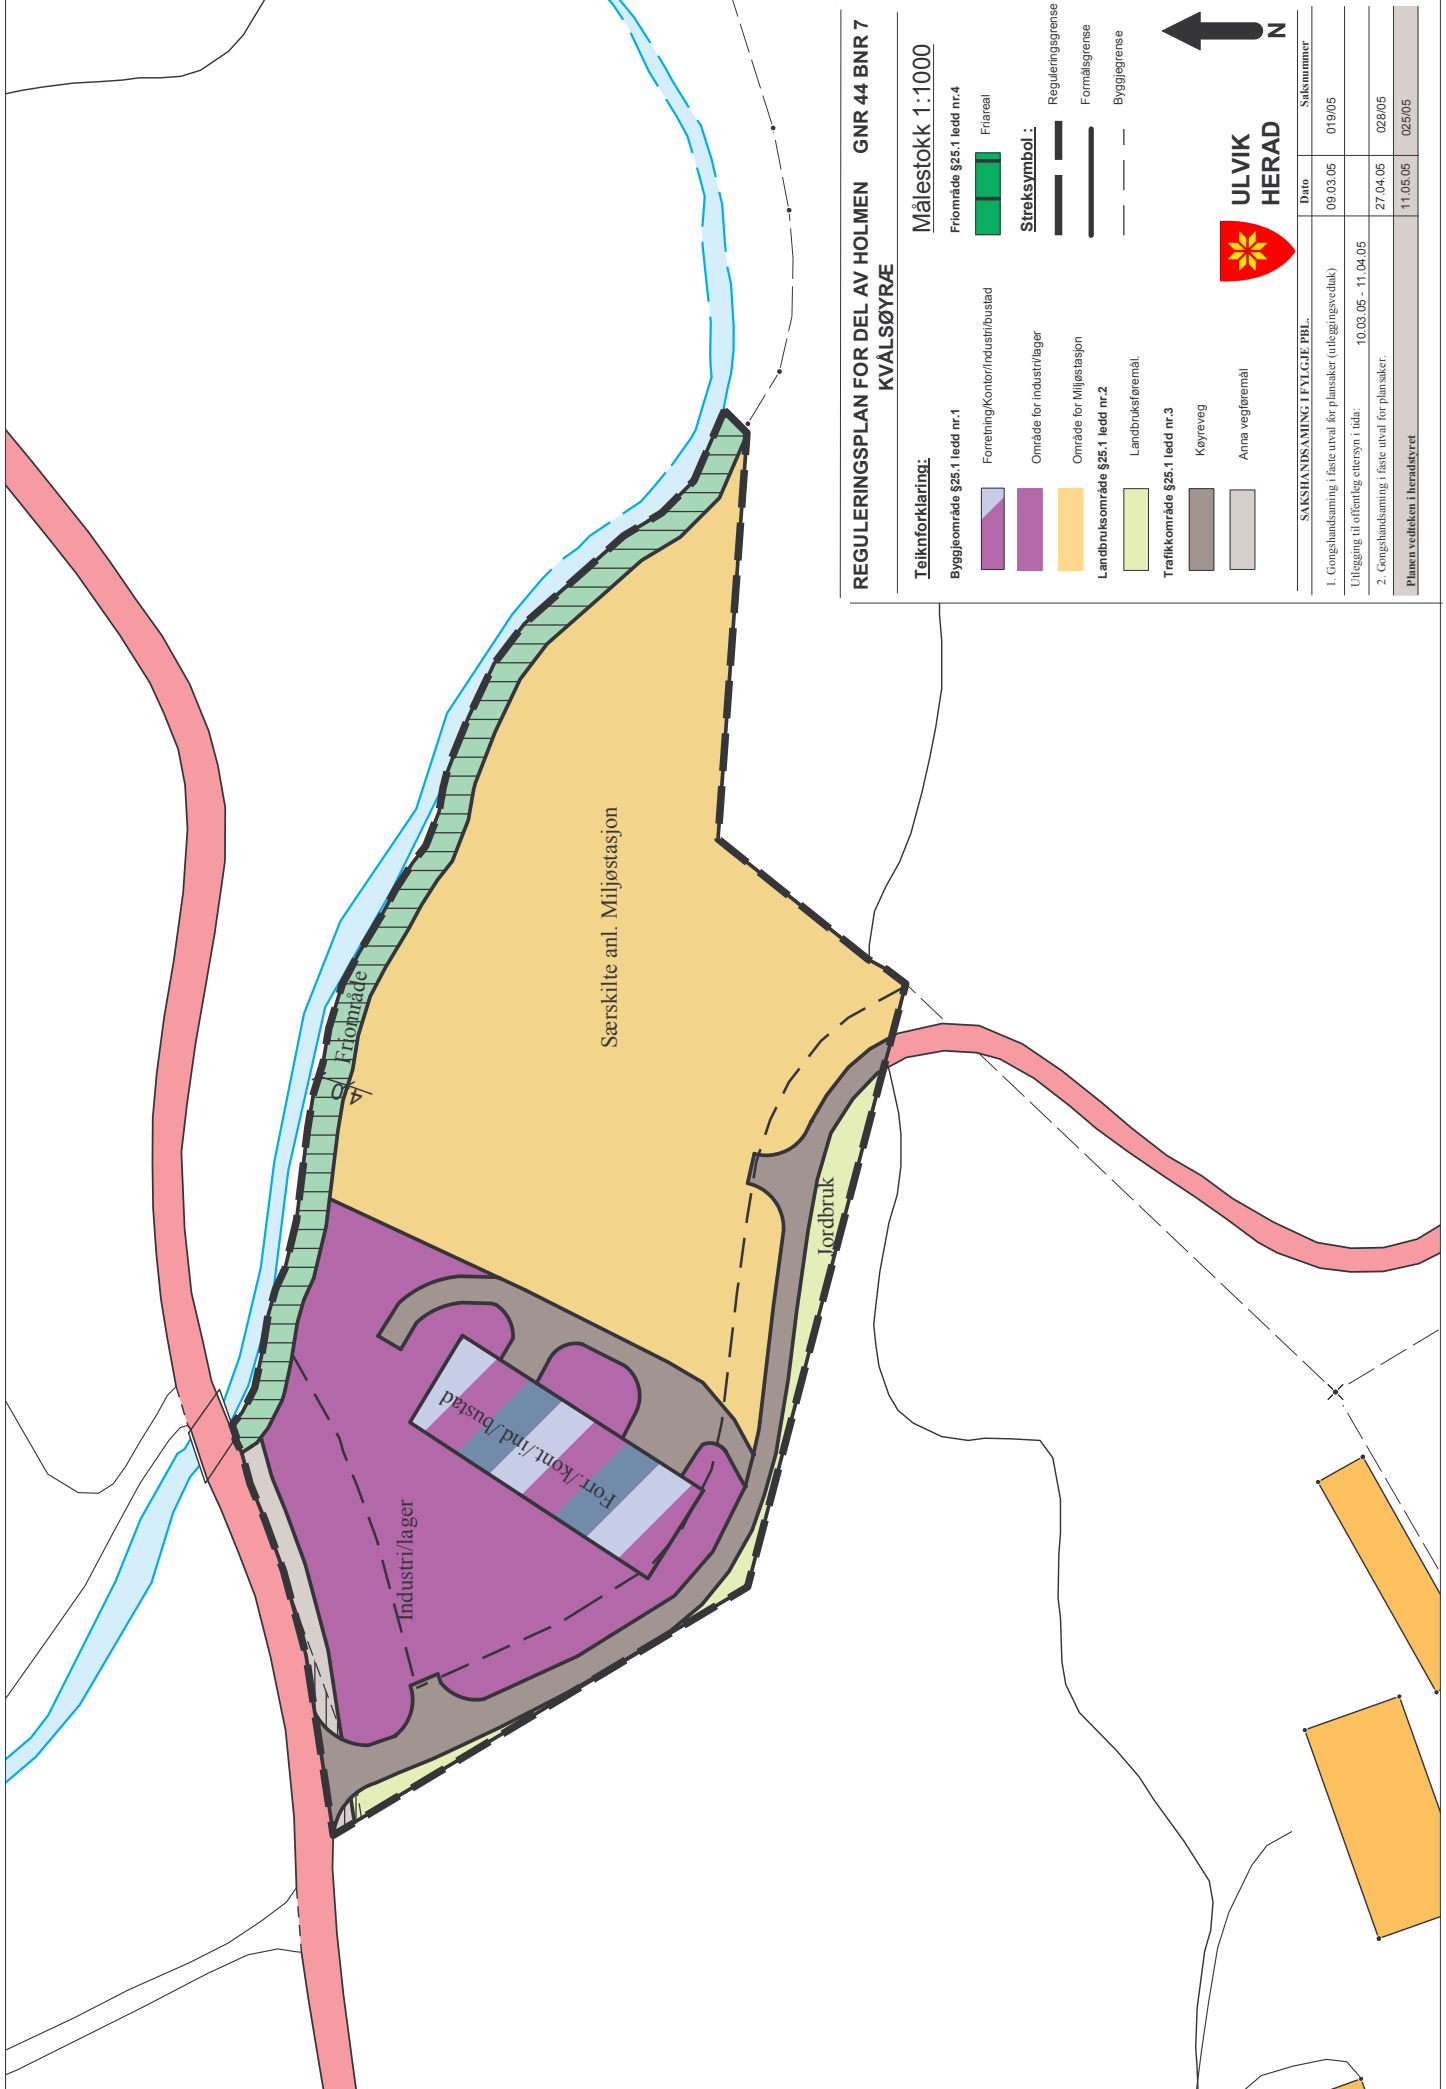 REGULERINGSPLAN FOR DEL AV HOLMEN GNR 44 BNR 7
KVÅLSØYRÆ
Teiknforklaring:
Målestokk 1:1000
Byggjeområde §25.1 ledd nr.1
Forretning/Kontor/Industri/bustad
Område for industri/lager
Område for Miljøstasjon
Landbruksområde §25.1 ledd nr.2
Landbruksføremål.
Trafikkområde §25.1 ledd nr.3
Køyreveg
Anna vegføremål
Friområde §25.1 ledd nr.4
Friareal
Streksymbol :
Reguleringsgrense
Formålsgrense
Byggjegrense
N
ULVIK
HERAD
SAKSHANDSAMING I FYLGJE PBL. Dato Saksnummer
1. Gongshandsaming i faste utval for plansaker (utleggingsvedtak) 09.03.05 019/05
Utlegging til offentleg ettersyn i tida: 10.03.05 - 11.04.05
2. Gongshandsaming i faste utval for plansaker. 27.04.05 028/05
Planen vedteken i heradstyret 11.05.05 025/05
Friområde
40
Særskilte anl. Miljøstasjon
Jordbruk
Industri/lager
Forr./kont./ind./bustad